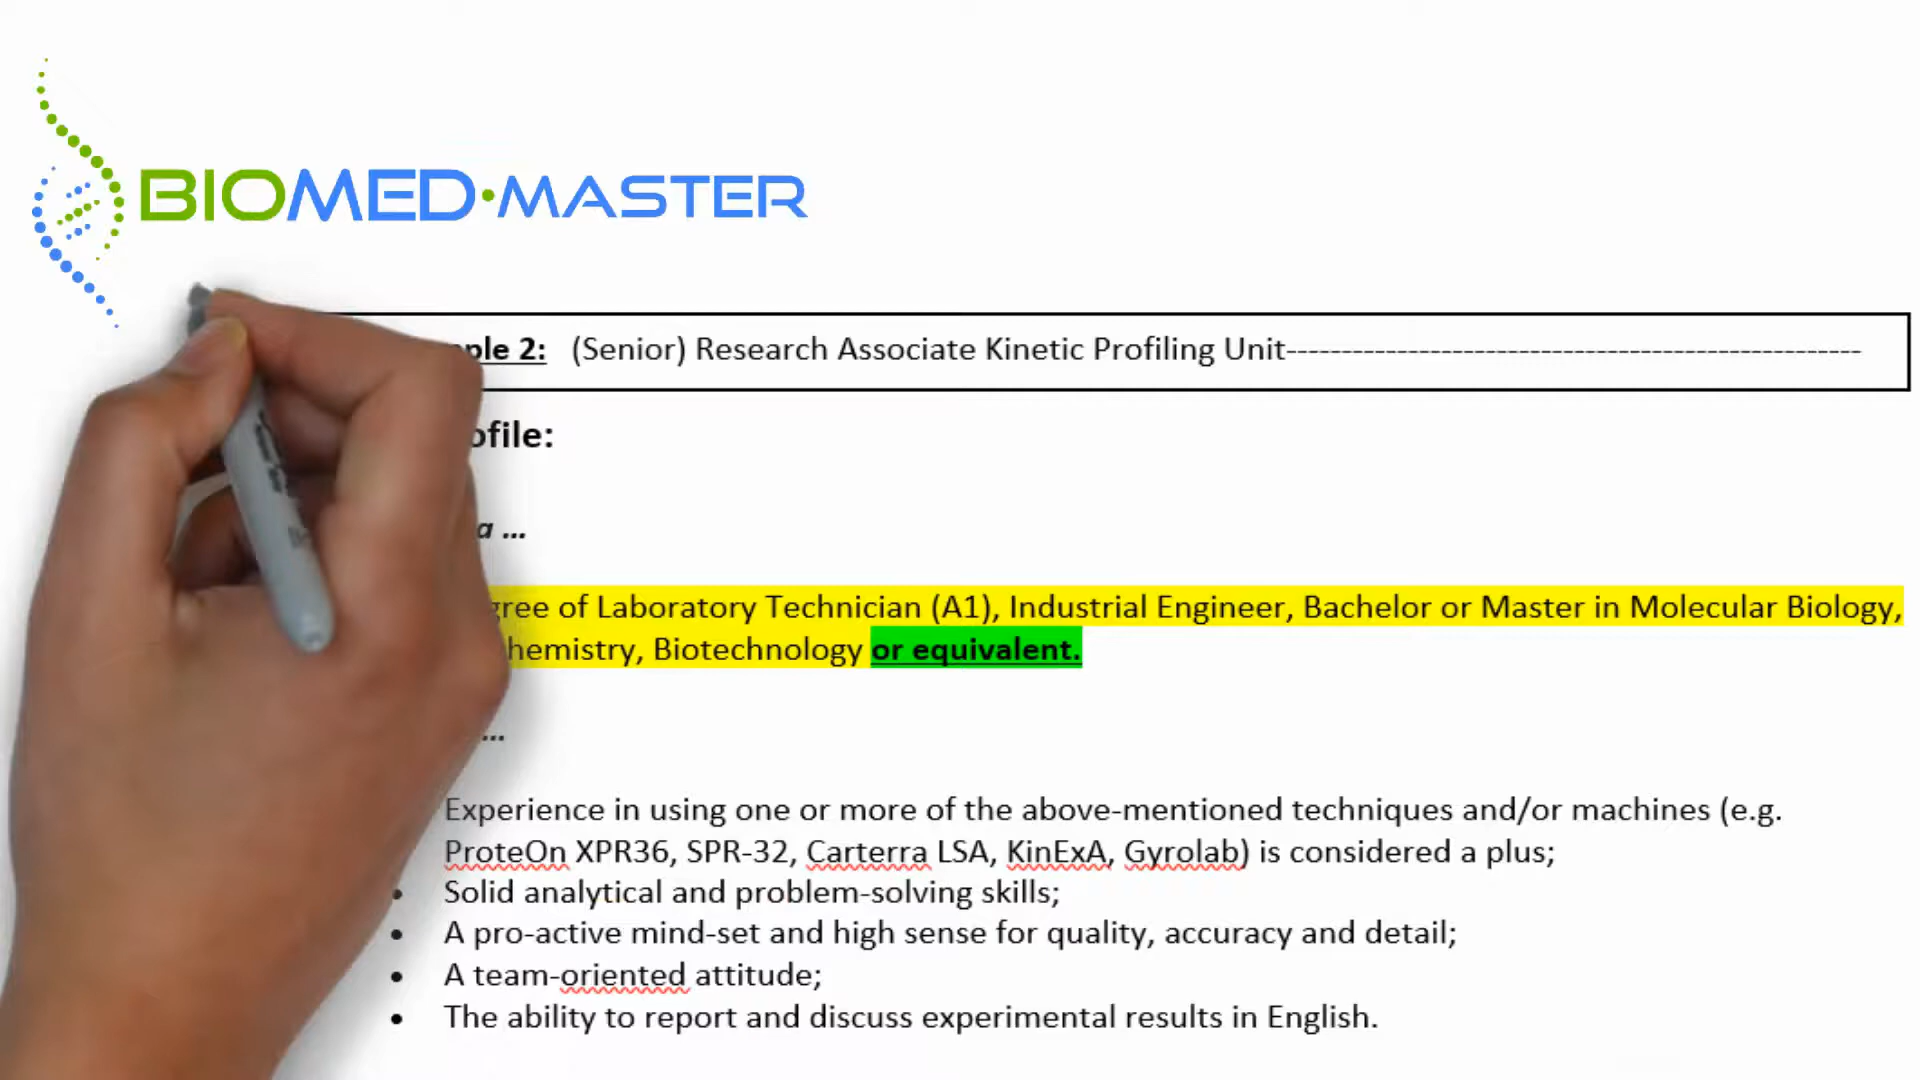 BIOMED•MASTER
2: (Senior) Research Associate Kinetic Profiling Unit----------------------------------------------------
a ...
of Laboratory Technician (A1), Industrial Engineer, Bachelor or Master in Molecular Biology,
Biotechnology or equivalent.
...
Experience in using one or more of the above-mentioned techniques and/or machines (e.g.
ProteOn XPR36, SPR-32, Carterra LSA, KinExA, Gyrolab) is considered a plus;
• Solid analytical and problem-solving skills;
• A pro-active mind-set and high sense for quality, accuracy and detail;
• A team-oriented attitude;
• The ability to report and discuss experimental results in English.